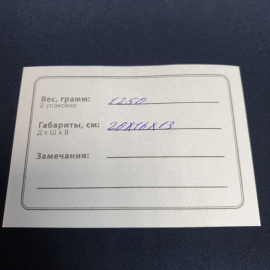 Вес, грамм: 1250
В упаковке
Габариты, см: 20х16х13
Д х Ш х В
Замечания: